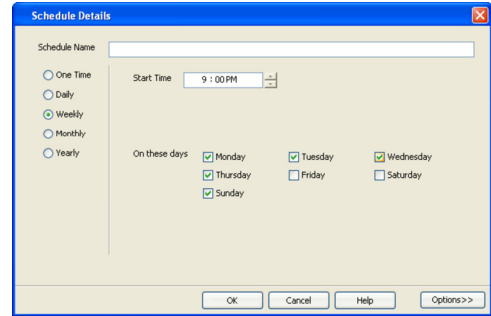 Schedule Details
Schedule Name
One Time
Start Time 9 : 00 PM
Daily
Weekly
Monthly
Yearly
On these days
Monday Tuesday Wednesday
Thursday Friday Saturday
Sunday
OK Cancel Help Options>>